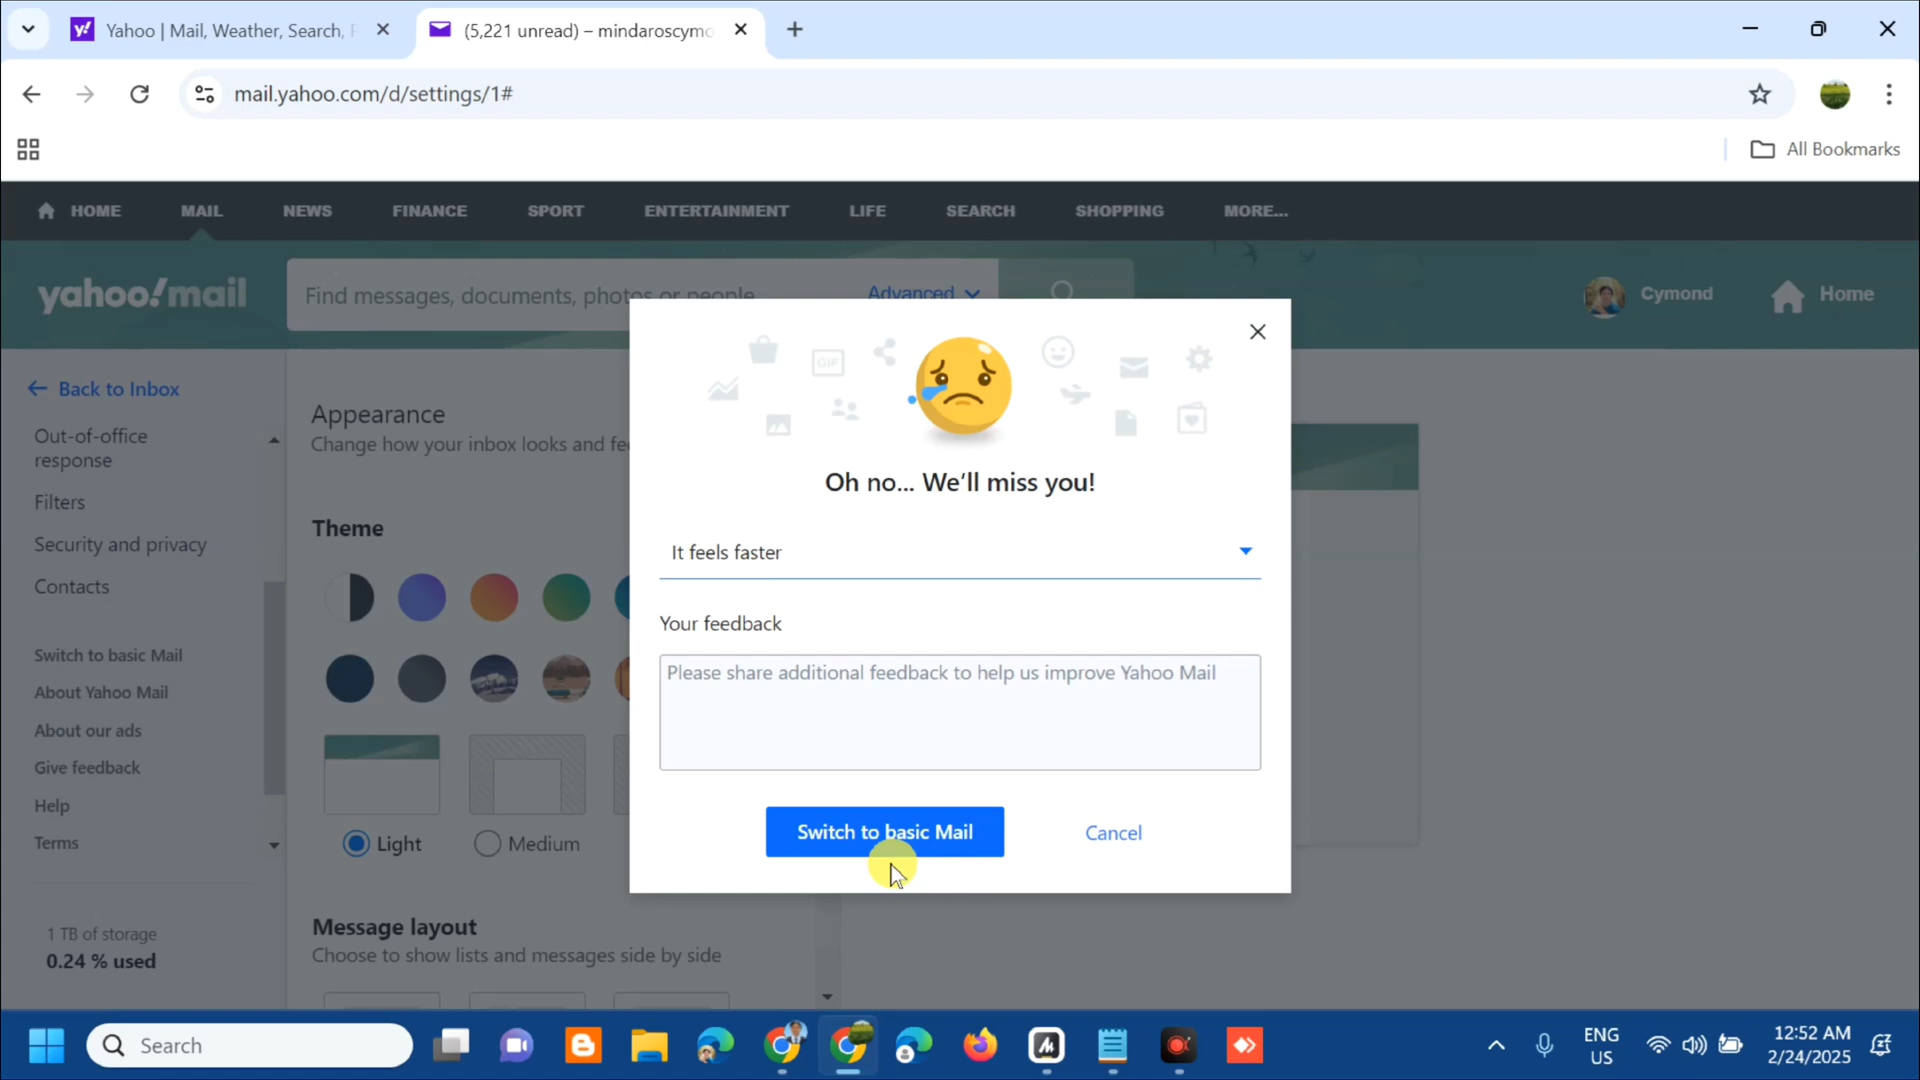 Yahoo | Mail, Weather, Search,
(5,221 unread) – mindaroscymo
mail.yahoo.com/d/settings/1#
All Bookmarks
HOME
MAIL
NEWS
FINANCE
SPORT
ENTERTAINMENT
LIFE
SEARCH
SHOPPING
MORE...
yahoo!mail
Find messages, documents, photos or people
Advanced
Cymond
Home
Back to Inbox
Out-of-office
response
Filters
Security and privacy
Contacts
Switch to basic Mail
About Yahoo Mail
About our ads
Give feedback
Help
Terms
1 TB of storage
0.24 % used
Appearance
Change how your inbox looks and
Theme
Light
Medium
Message layout
Choose to show lists and messages side by side
GIF
Oh no... We'll miss you!
It feels faster
Your feedback
Please share additional feedback to help us improve Yahoo Mail
Switch to basic Mail
Cancel
Search
ENG
US
12:52 AM
2/24/2025